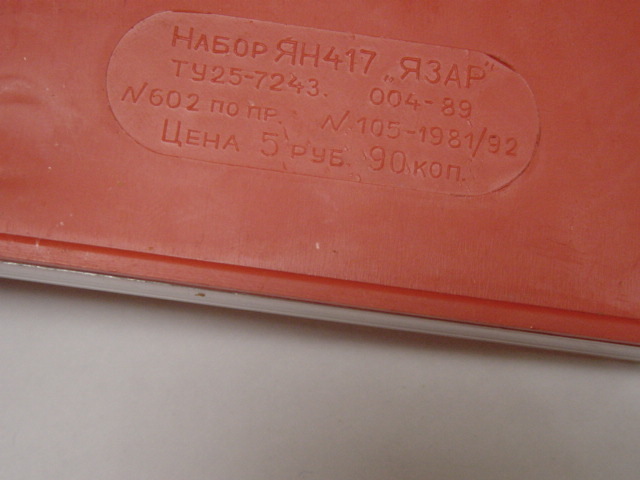 НАБОР ЯН417 „ЯЗАР"
ТУ25-7243. 004-89
N602 ПО ПР. N 105-1981/92
ЦЕНА 5 РУБ. 90 КОП.